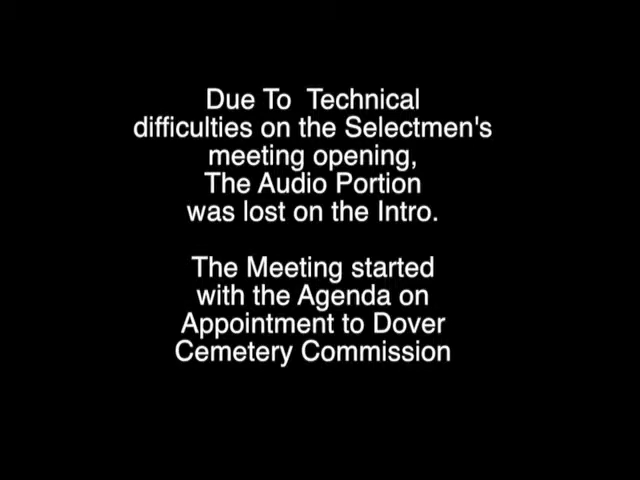 Due To  Technical
difficulties on the Selectmen's
meeting opening,
The Audio Portion
was lost on the Intro.
The Meeting started
with the Agenda on
Appointment to Dover
Cemetery Commission